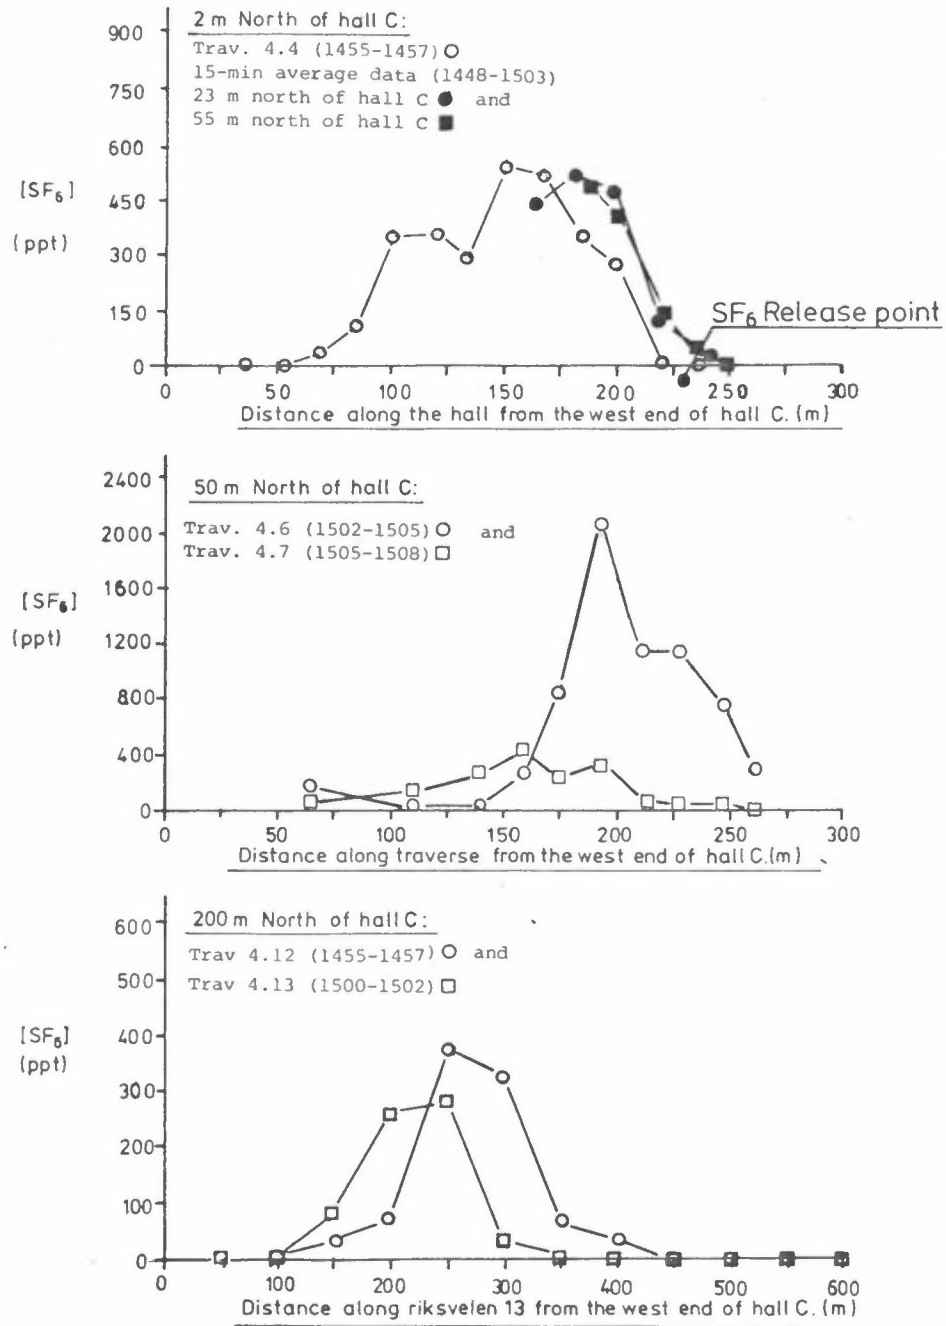 2 m North of hall C:
Trav. 4.4 (1455-1457)
15-min average data (1448-1503)
23 m north of hall C and
55 m north of hall C
900
750
600
450
300
150
0
[SF6]
(ppt)
SF6 Release point
0 50 100 150 200 250 300
Distance along the hall from the west end of hall C. (m)
50 m North of hall C:
Trav. 4.6 (1502-1505) and
Trav. 4.7 (1505-1508)
2400
2000
1600
1200
800
400
0
[SF6]
(ppt)
0 50 100 150 200 250 300
Distance along traverse from the west end of hall C. (m)
200 m North of hall C:
Trav 4.12 (1455-1457) and
Trav 4.13 (1500-1502)
600
500
400
300
200
100
0
[SF6]
(ppt)
0 100 200 300 400 500 600
Distance along riksvelen 13 from the west end of hall C. (m)